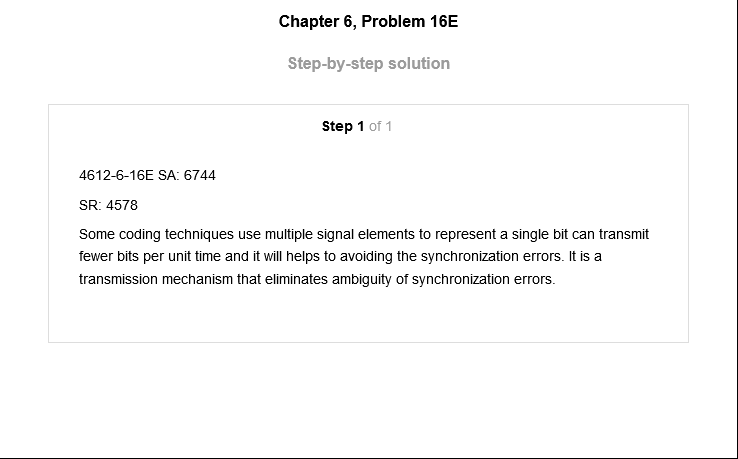 Chapter 6, Problem 16E
Step-by-step solution
Step 1 of 1
4612-6-16E SA: 6744
SR: 4578
Some coding techniques use multiple signal elements to represent a single bit can transmit
fewer bits per unit time and it will helps to avoiding the synchronization errors. It is a
transmission mechanism that eliminates ambiguity of synchronization errors.